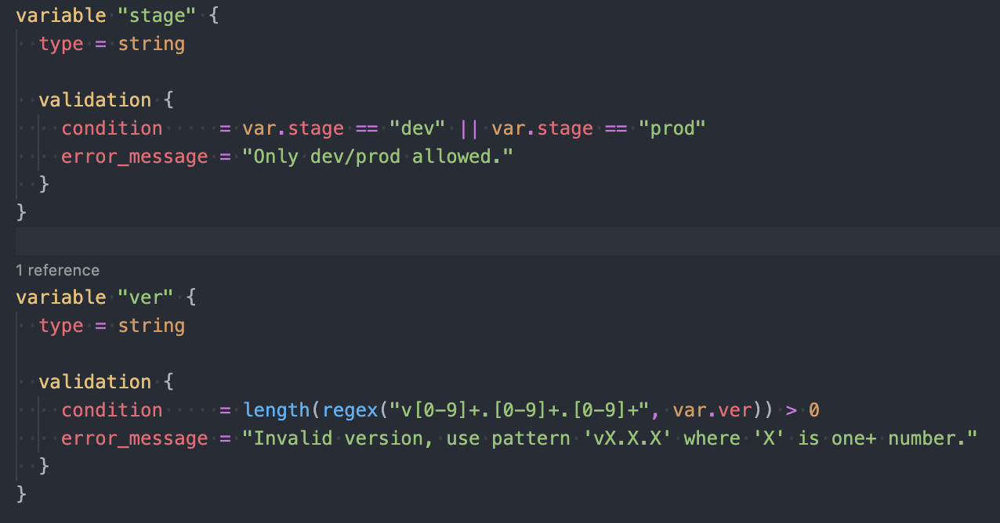 variable "stage" {
  type = string

  validation {
    condition     = var.stage == "dev" || var.stage == "prod"
    error_message = "Only dev/prod allowed."
  }
}

1 reference
variable "ver" {
  type = string

  validation {
    condition     = length(regex("v[0-9]+.[0-9]+.[0-9]+", var.ver)) > 0
    error_message = "Invalid version, use pattern 'vX.X.X' where 'X' is one+ number."
  }
}